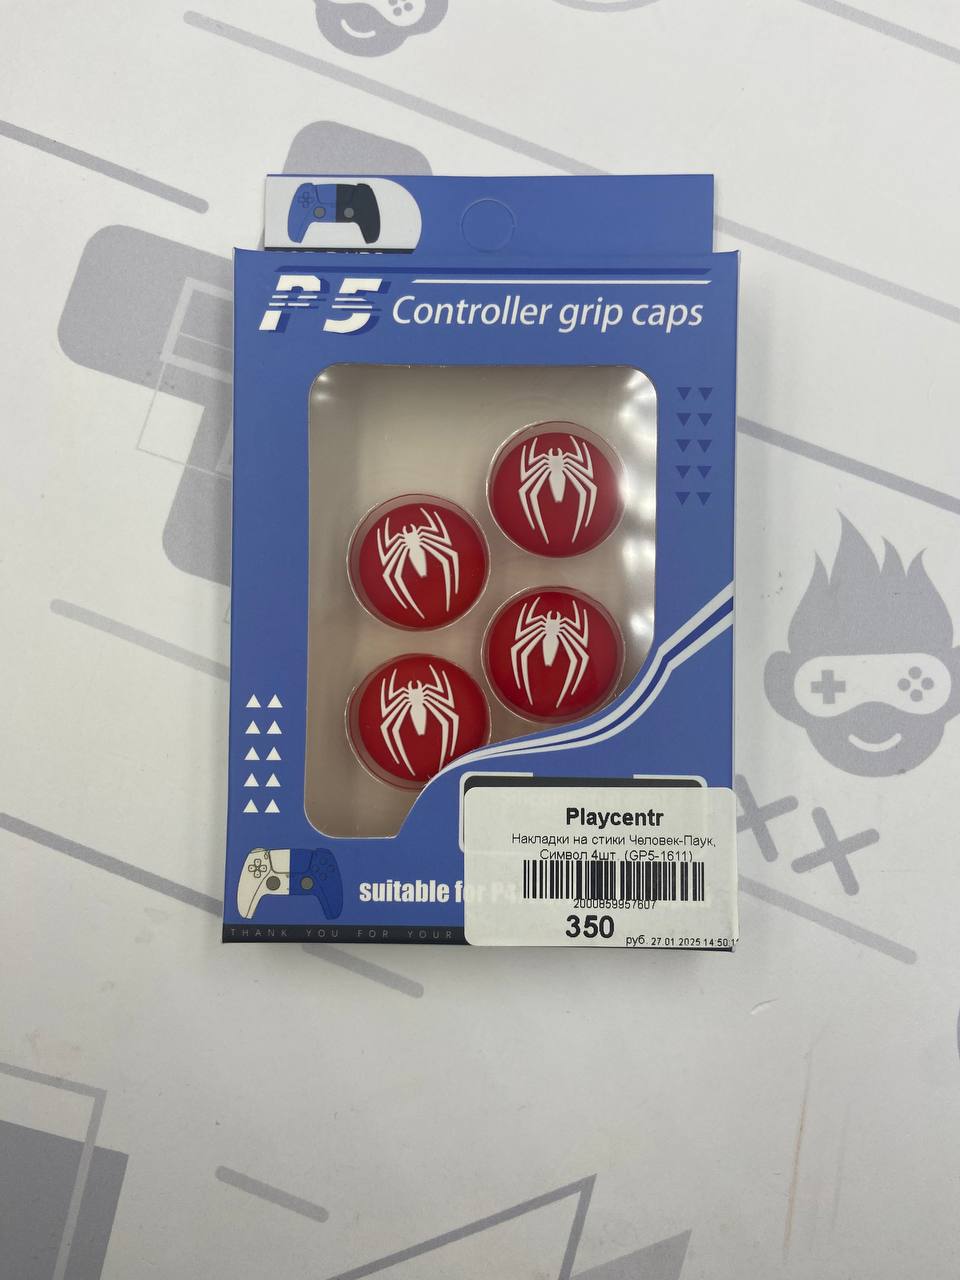 P5 Controller grip caps
suitable for P4
THANK YOU FOR YOUR
Playcentr
Накладки на стики Человек-Паук,
Символ 4шт. (GP5-1611)
2000859957607
350
руб. 27.01.2025 14:50:1